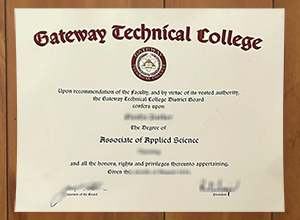 Gateway Technical College
Upon recommendation of the Faculty, and by virtue of its vested authority,
the Gateway Technical College District Board
confers upon
The Degree of
Associate of Applied Science
and all the honors, rights and privileges thereunto appertaining.
Given this